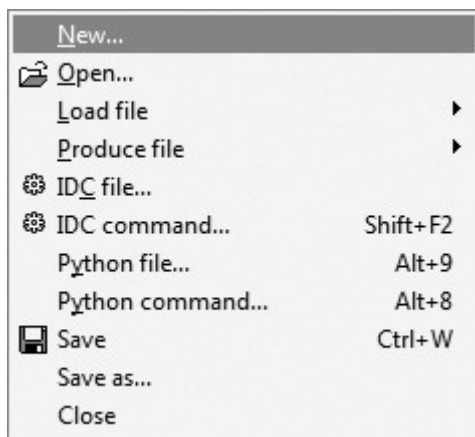 New...
Open...
Load file
Produce file
IDC file...
IDC command... Shift+F2
Python file... Alt+9
Python command... Alt+8
Save Ctrl+W
Save as...
Close